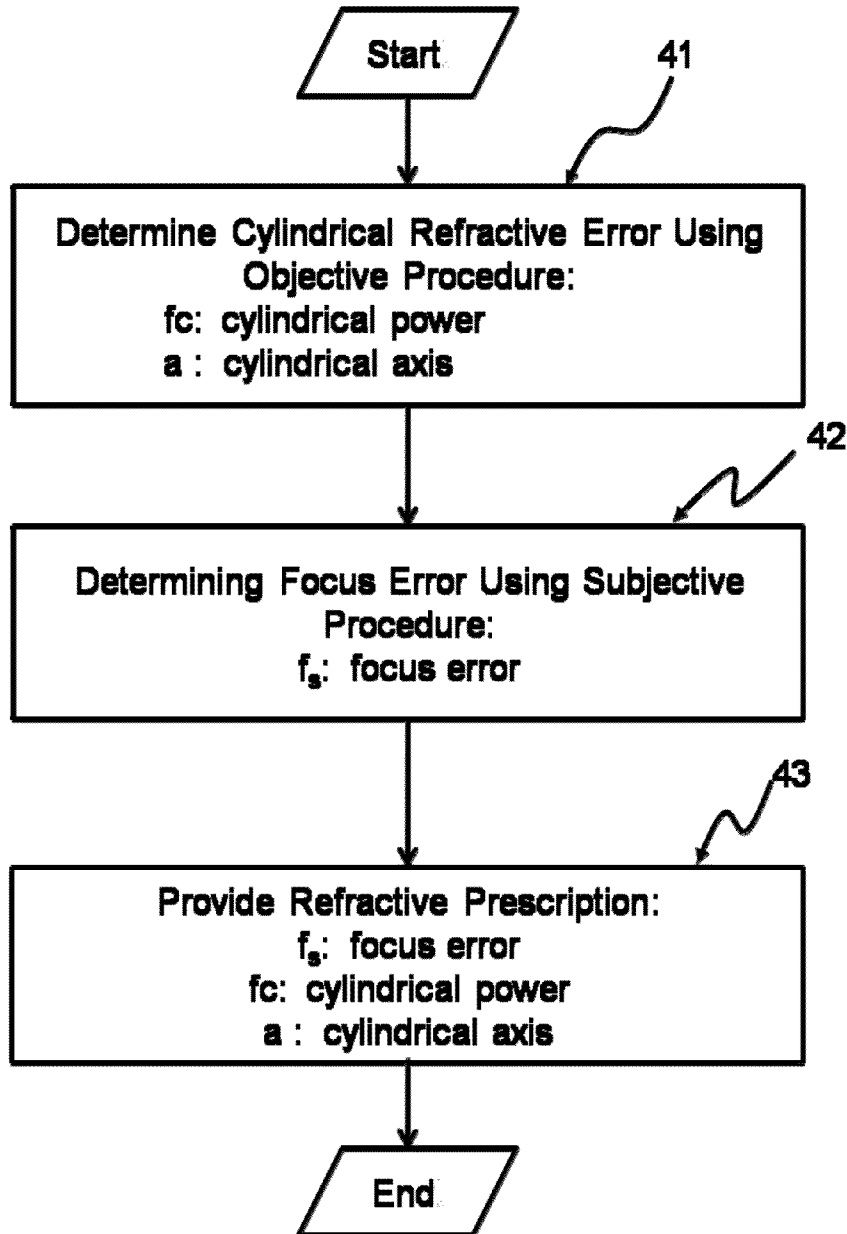 Start
41
Determine Cylindrical Refractive Error Using
Objective Procedure:
fc: cylindrical power
a : cylindrical axis
42
Determining Focus Error Using Subjective
Procedure:
fs: focus error
43
Provide Refractive Prescription:
fs: focus error
fc: cylindrical power
a : cylindrical axis
End